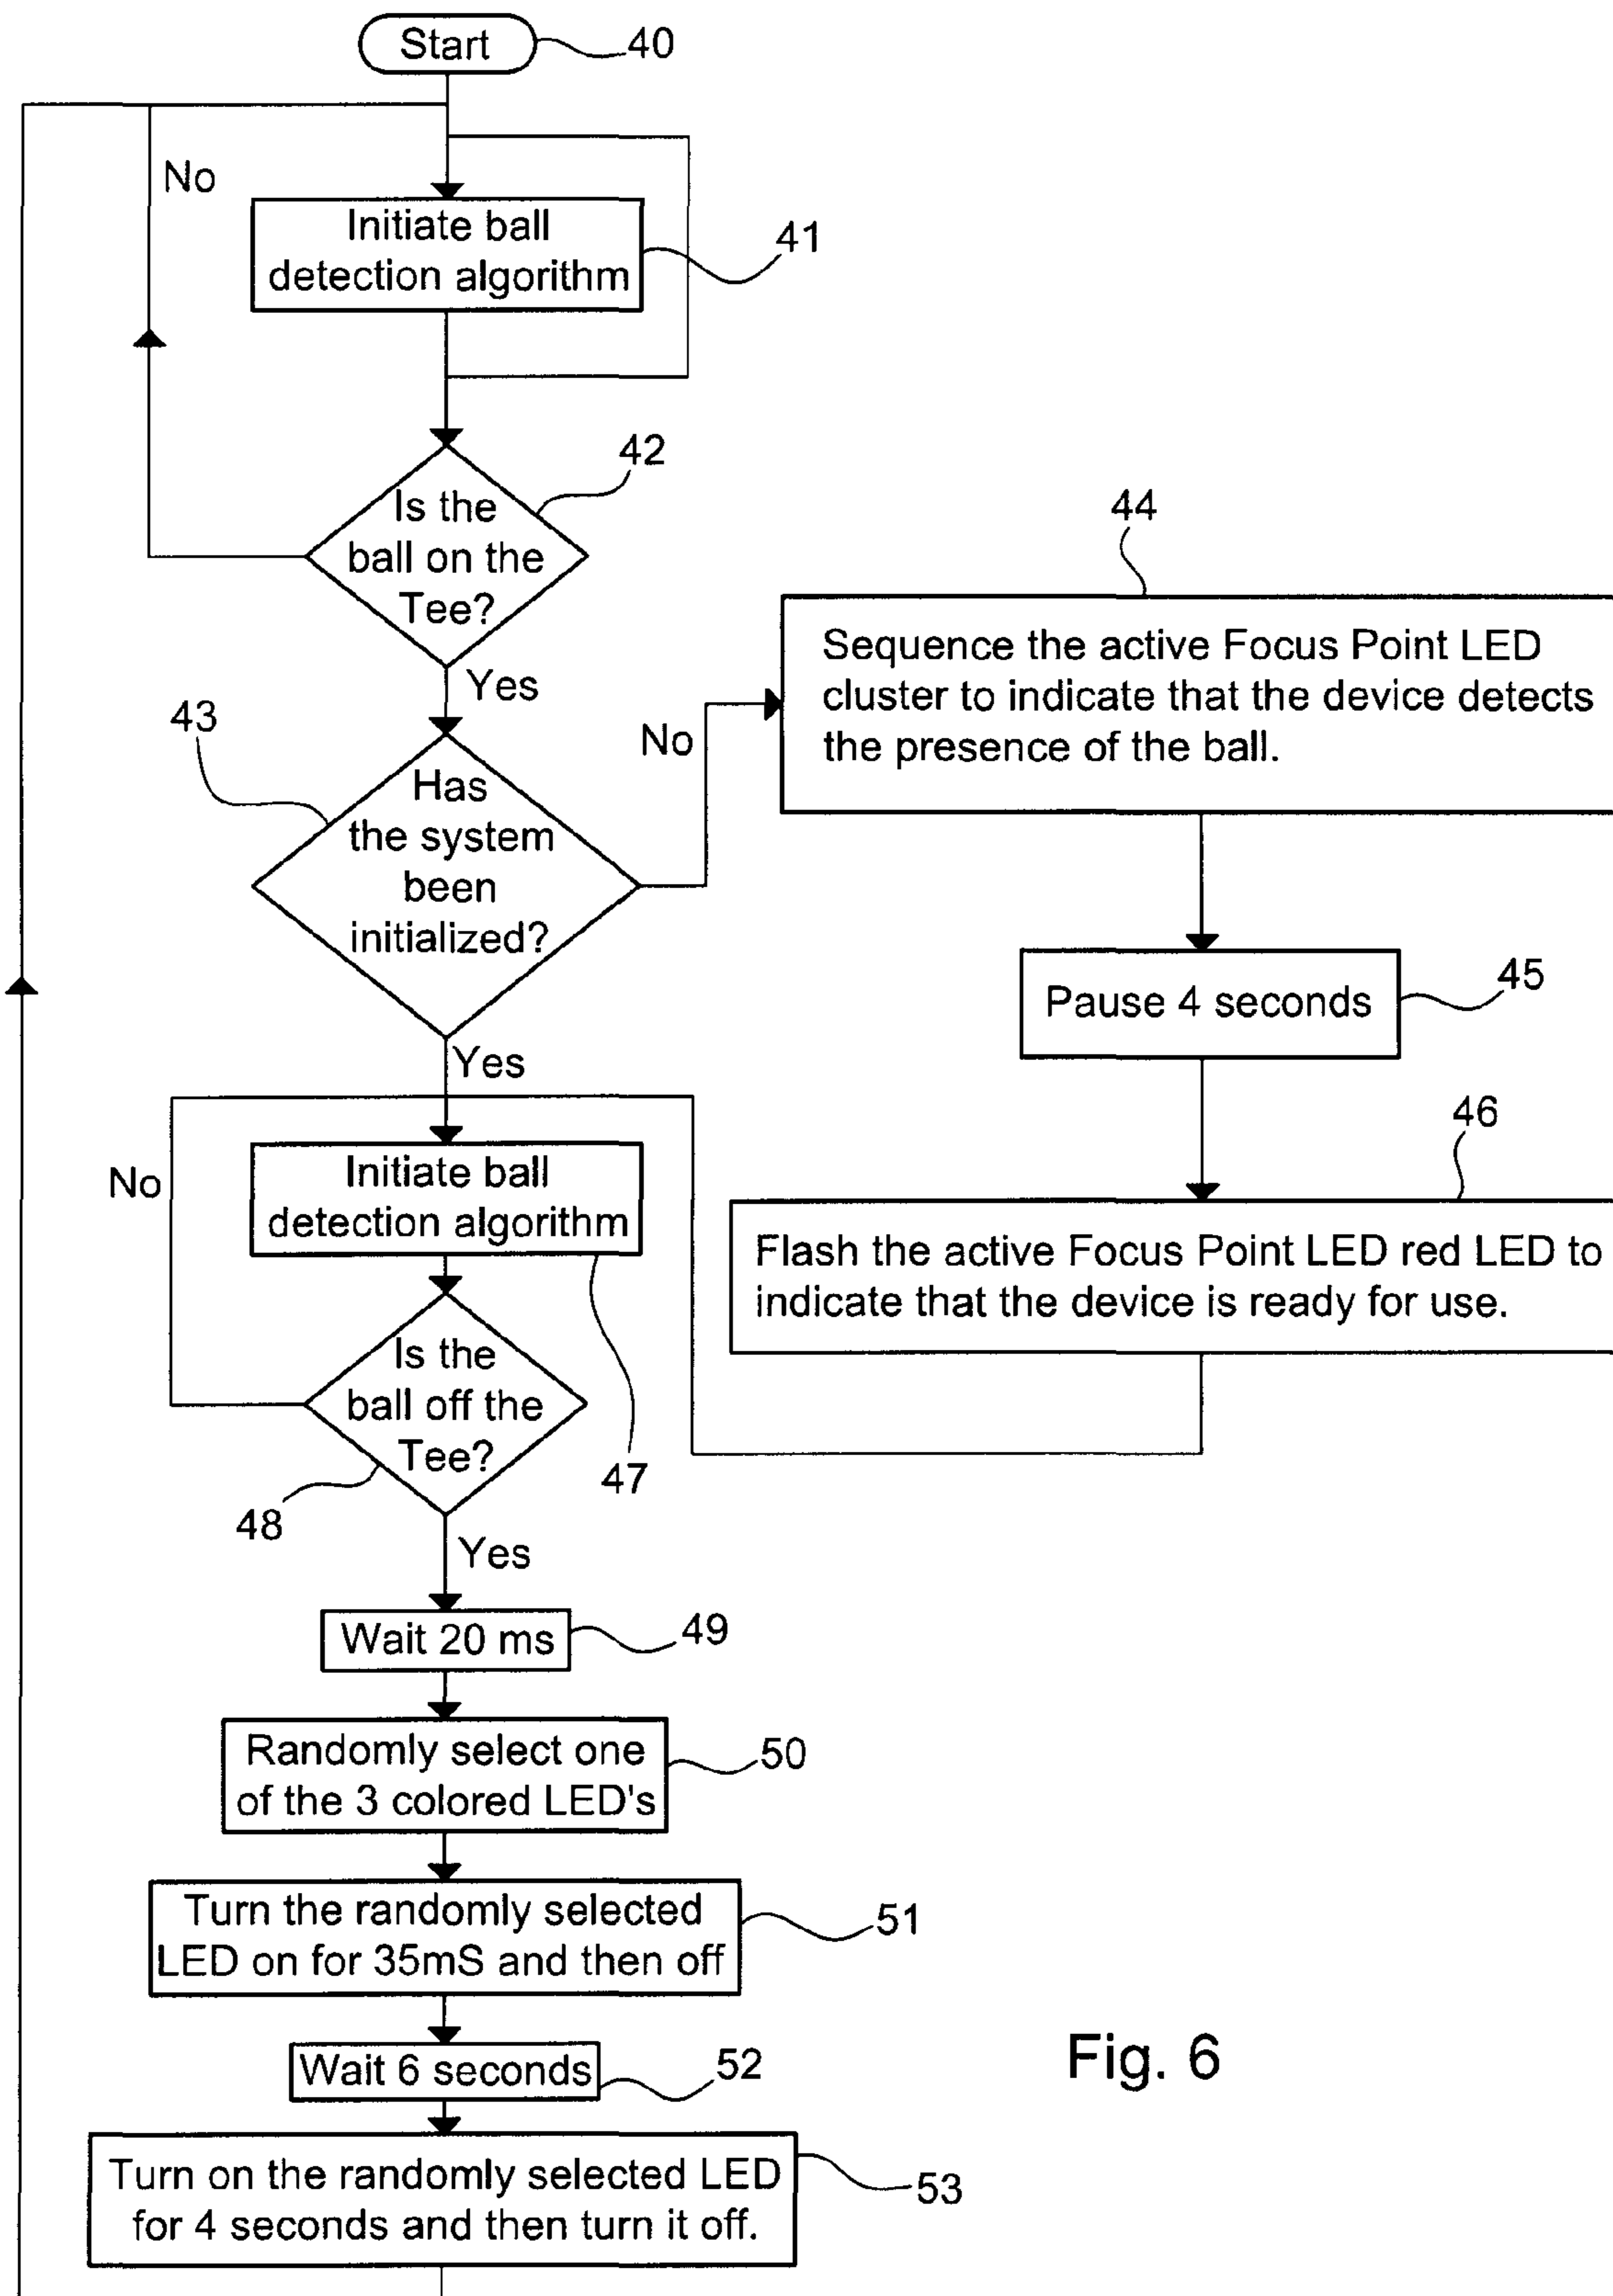 Start
40
No
Initiate ball
detection algorithm
41
42
Is the
ball on the
Tee?
Yes
44
Sequence the active Focus Point LED
cluster to indicate that the device detects
the presence of the ball.
43
No
Has
the system
been
initialized?
45
Pause 4 seconds
Yes
46
No
Initiate ball
detection algorithm
Flash the active Focus Point LED red LED to
indicate that the device is ready for use.
Is the
ball off the
Tee?
47
48
Yes
Wait 20 ms
49
Randomly select one
of the 3 colored LED's
50
Turn the randomly selected
LED on for 35mS and then off
51
Wait 6 seconds
52
Fig. 6
Turn on the randomly selected LED
for 4 seconds and then turn it off.
53